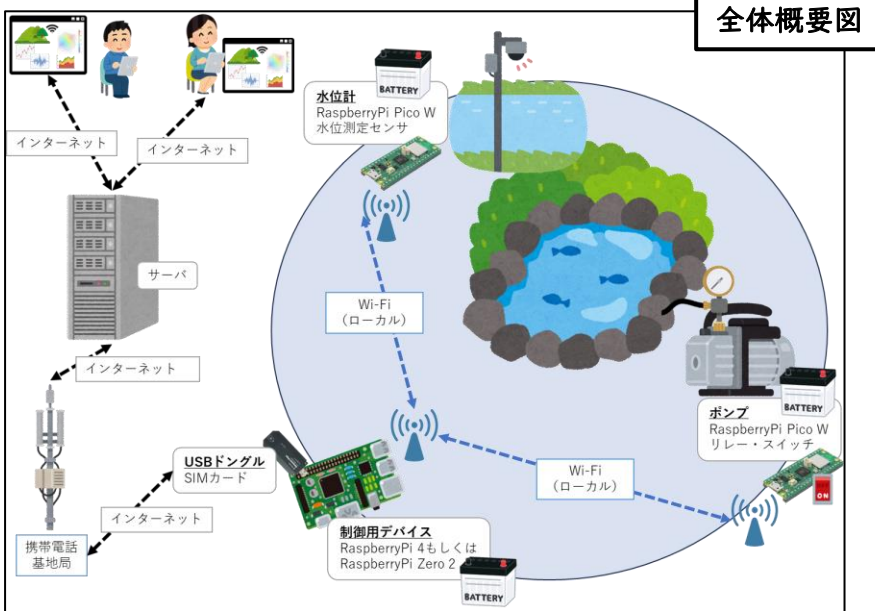 全体概要図
水位計
RaspberryPi Pico W
水位測定センサ
BATTERY
インターネット
インターネット
サーバ
Wi-Fi
(ローカル)
インターネット
ポンプ
RaspberryPi Pico W
リレー・スイッチ
BATTERY
ON
USBドングル
SIMカード
Wi-Fi
(ローカル)
インターネット
携帯電話
基地局
制御用デバイス
RaspberryPi 4もしくは
RaspberryPi Zero 2
BATTERY